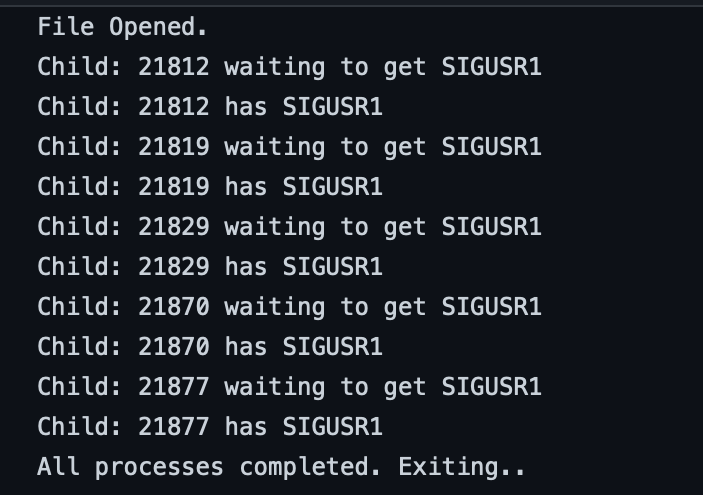 File Opened.
Child: 21812 waiting to get SIGUSR1
Child: 21812 has SIGUSR1
Child: 21819 waiting to get SIGUSR1
Child: 21819 has SIGUSR1
Child: 21829 waiting to get SIGUSR1
Child: 21829 has SIGUSR1
Child: 21870 waiting to get SIGUSR1
Child: 21870 has SIGUSR1
Child: 21877 waiting to get SIGUSR1
Child: 21877 has SIGUSR1
All processes completed. Exiting..